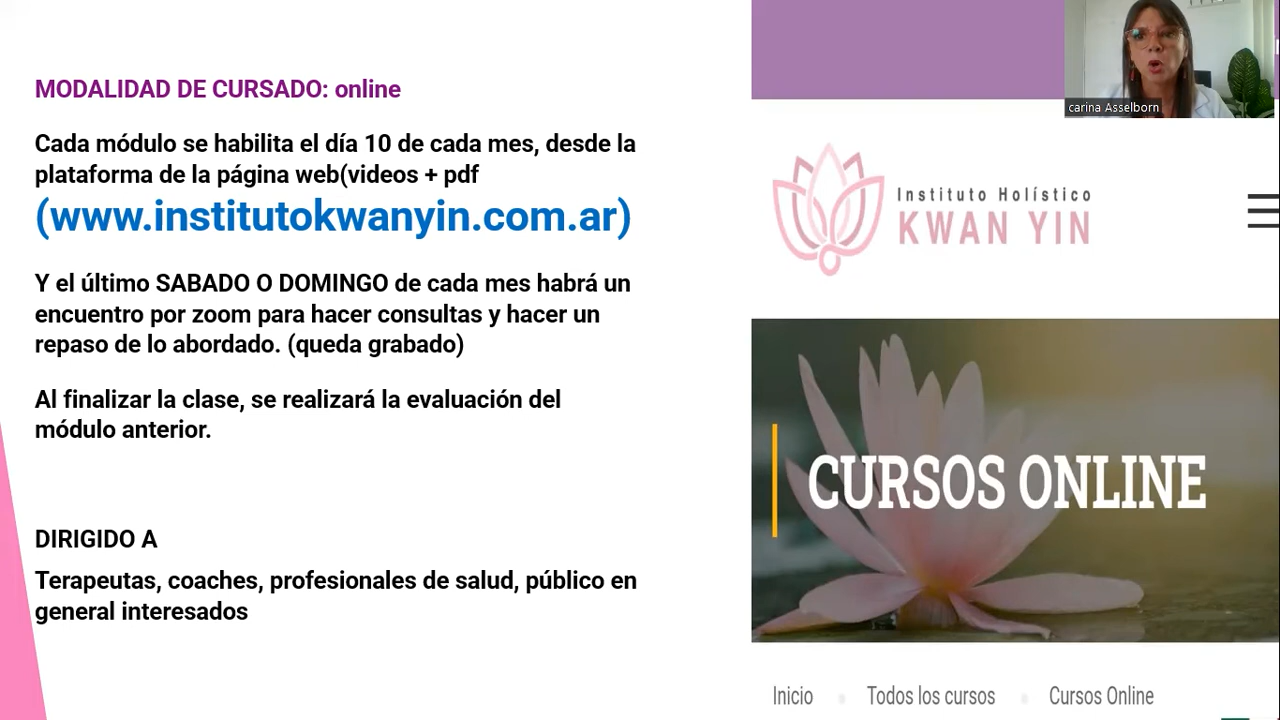 MODALIDAD DE CURSADO: online
Cada módulo se habilita el día 10 de cada mes, desde la
plataforma de la página web(videos + pdf
(www.institutokwanyin.com.ar)
Y el último SABADO O DOMINGO de cada mes habrá un
encuentro por zoom para hacer consultas y hacer un
repaso de lo abordado. (queda grabado)
Al finalizar la clase, se realizará la evaluación del
módulo anterior.
DIRIGIDO A
Terapeutas, coaches, profesionales de salud, público en
general interesados
carina Asselborn
Instituto Holístico
KWAN YIN
CURSOS ONLINE
Inicio
Todos los cursos
Cursos Online